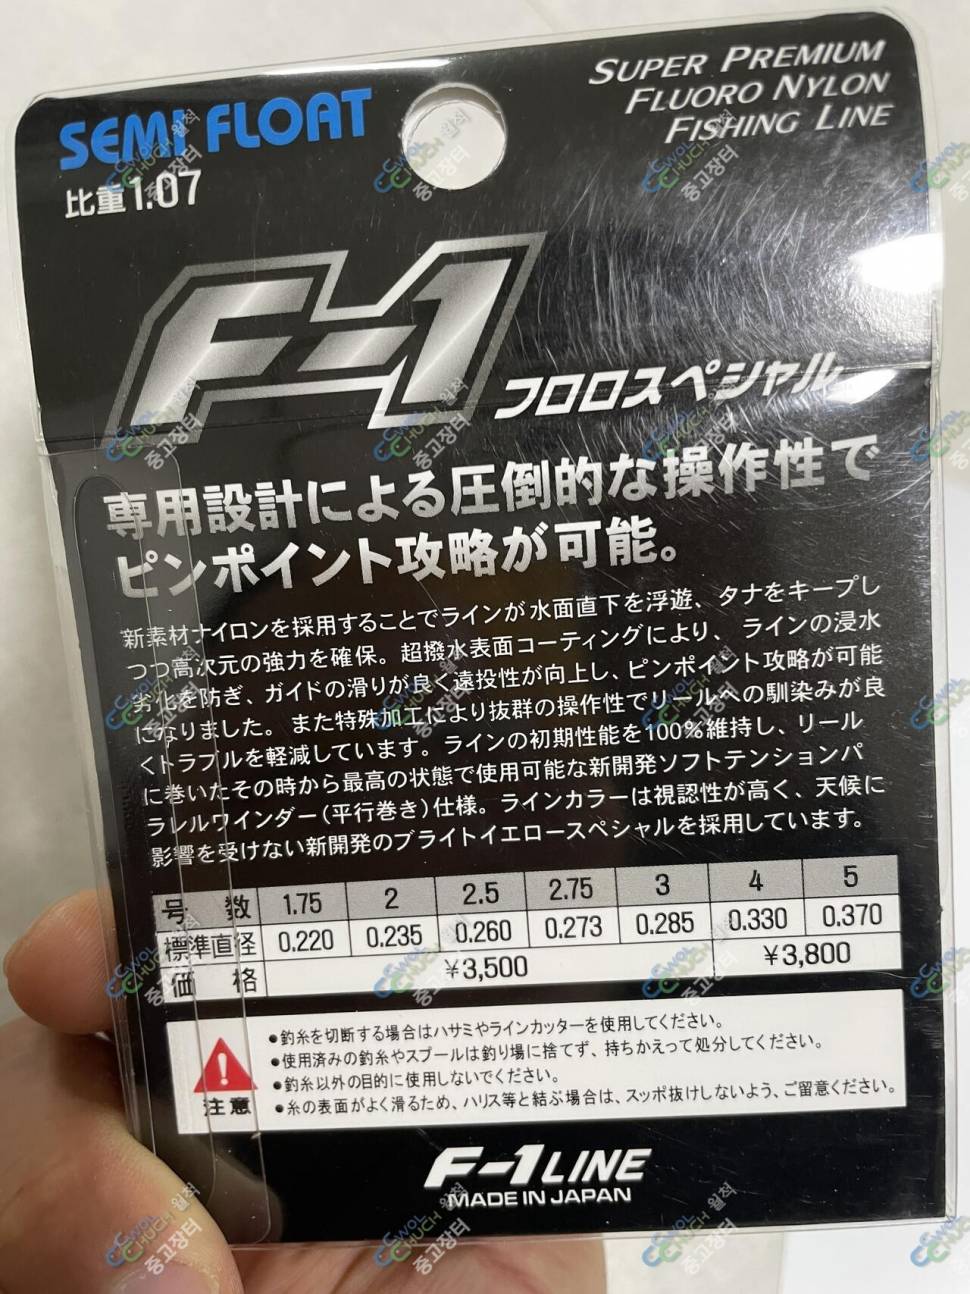 SEMI FLOAT
比重1.07
SUPER PREMIUM
FLUORO NYLON
FISHING LINE
F-1
フロロスペシャル
専用設計による圧倒的な操作性で
ピンポイント攻略が可能。
新素材ナイロンを採用することでラインが水面直下を浮遊、タナをキープし
つつ高次元の強力を確保。超撥水表面コーティングにより、ラインの浸水
劣化を防ぎ、ガイドの滑りが良く遠投性が向上し、ピンポイント攻略が可能
になりました。また特殊加工により抜群の操作性でリールへの馴染みが良
くトラブルを軽減しています。ラインの初期性能を100%維持し、リール
に巻いたその時から最高の状態で使用可能な新開発ソフトテンションパ
ラレルワインダー(平行巻き)仕様。ラインカラーは視認性が高く、天候に
影響を受けない新開発のブライトイエロースペシャルを採用しています。
号数 1.75 2 2.5 2.75 3 4 5
標準直径 0.220 0.235 0.260 0.273 0.285 0.330 0.370
価格 ¥3,500 ¥3,800
●釣糸を切断する場合はハサミやラインカッターを使用してください。
●使用済みの釣糸やスプールは釣り場に捨てず、持ちかえって処分してください。
●釣糸以外の目的に使用しないでください。
●糸の表面がよく滑るため、ハリス等と結ぶ場合は、スッポ抜けしないよう、ご留意ください。
注意
F-1 LINE
MADE IN JAPAN
WOLCHUCK 월척
중고장터